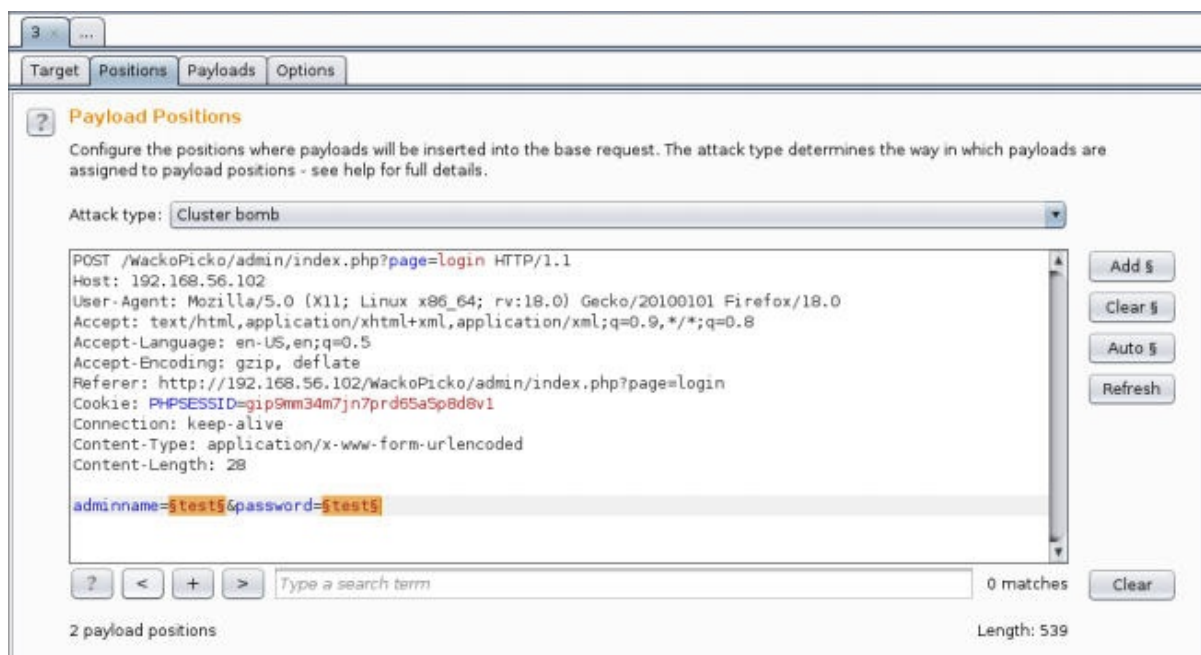 3 × ...
Target Positions Payloads Options
? Payload Positions
Configure the positions where payloads will be inserted into the base request. The attack type determines the way in which payloads are
assigned to payload positions - see help for full details.
Attack type: Cluster bomb
POST /WackoPicko/admin/index.php?page=login HTTP/1.1
Host: 192.168.56.102
User-Agent: Mozilla/5.0 (X11; Linux x86_64; rv:18.0) Gecko/20100101 Firefox/18.0
Accept: text/html,application/xhtml+xml,application/xml;q=0.9,*/*;q=0.8
Accept-Language: en-US,en;q=0.5
Accept-Encoding: gzip, deflate
Referer: http://192.168.56.102/WackoPicko/admin/index.php?page=login
Cookie: PHPSESSID=gip9mm34m7jn7prd65a5p8d8v1
Connection: keep-alive
Content-Type: application/x-www-form-urlencoded
Content-Length: 28
adminname=§test§&password=§test§
Add §
Clear §
Auto §
Refresh
? < + > Type a search term 0 matches Clear
2 payload positions Length: 539